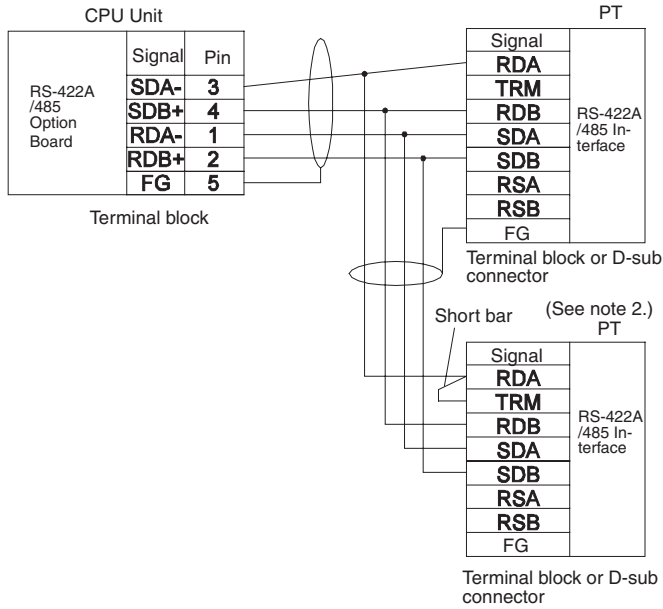 CPU Unit
Signal Pin
RS-422A
/485
Option
Board
SDA- 3
SDB+ 4
RDA- 1
RDB+ 2
FG 5
Terminal block
PT
Signal
RDA
TRM
RDB
SDA
SDB
RSA
RSB
FG
RS-422A
/485 In-
terface
Terminal block or D-sub
connector
Short bar
(See note 2.)
PT
Signal
RDA
TRM
RDB
SDA
SDB
RSA
RSB
FG
RS-422A
/485 In-
terface
Terminal block or D-sub
connector